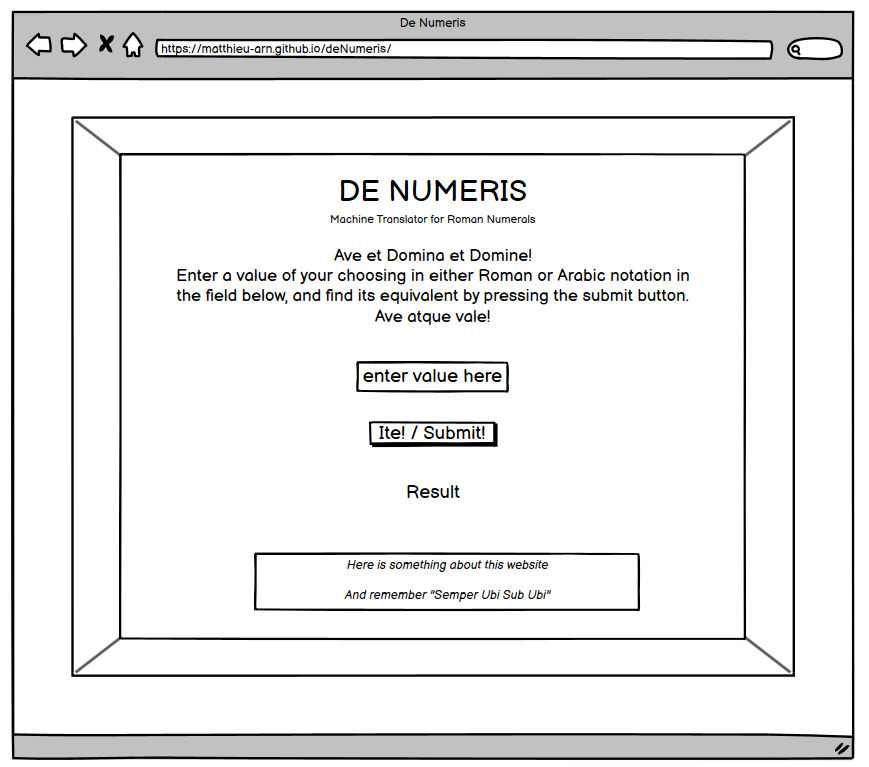 De Numeris
https://matthieu-arn.github.io/deNumeris/
DE NUMERIS
Machine Translator for Roman Numerals
Ave et Domina et Domine!
Enter a value of your choosing in either Roman or Arabic notation in
the field below, and find its equivalent by pressing the submit button.
Ave atque vale!
enter value here
Ite! / Submit!
Result
Here is something about this website
And remember "Semper Ubi Sub Ubi"